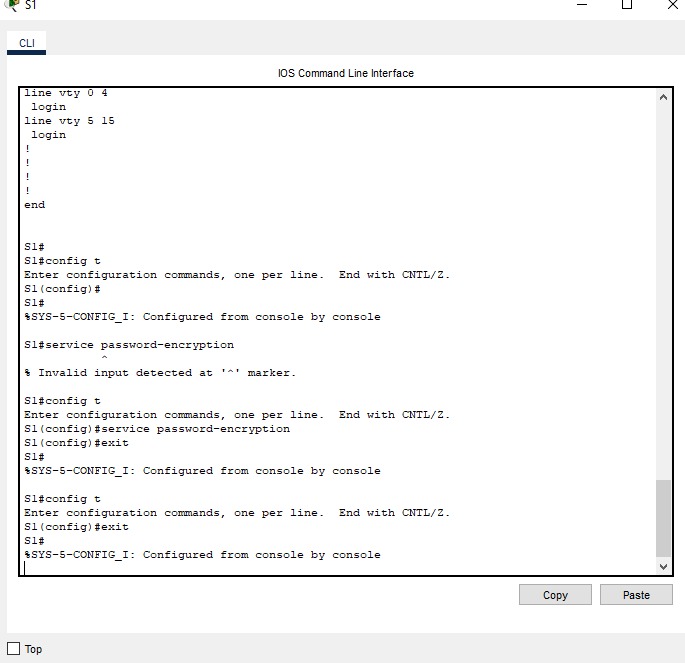 S1
CLI
IOS Command Line Interface
line vty 0 4
 login
line vty 5 15
 login
!
!
!
!
end
S1#
S1#config t
Enter configuration commands, one per line.  End with CNTL/Z.
S1(config)#
S1#
%SYS-5-CONFIG_I: Configured from console by console
S1#service password-encryption
           ^
% Invalid input detected at '^' marker.
S1#config t
Enter configuration commands, one per line.  End with CNTL/Z.
S1(config)#service password-encryption
S1(config)#exit
S1#
%SYS-5-CONFIG_I: Configured from console by console
S1#config t
Enter configuration commands, one per line.  End with CNTL/Z.
S1(config)#exit
S1#
%SYS-5-CONFIG_I: Configured from console by console
Copy
Paste
Top